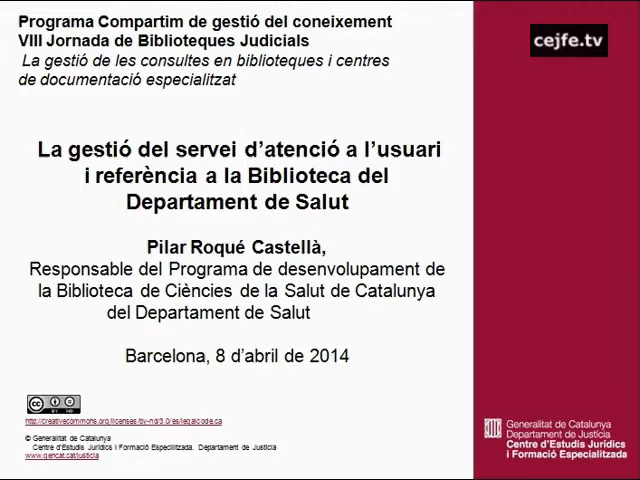 Programa Compartim de gestió del coneixement
VIII Jornada de Biblioteques Judicials
La gestió de les consultes en biblioteques i centres
de documentació especialitzat
cejfe.tv
La gestió del servei d'atenció a l'usuari
i referència a la Biblioteca del
Departament de Salut
Pilar Roqué Castellà,
Responsable del Programa de desenvolupament de
la Biblioteca de Ciències de la Salut de Catalunya
del Departament de Salut
Barcelona, 8 d'abril de 2014
cc
BY ND
http://creativecommons.org/licenses/by-nd/3.0/es/legalcode.ca
© Generalitat de Catalunya
Centre d'Estudis Jurídics i Formació Especialitzada. Departament de Justícia
www.gencat.cat/justicia
Generalitat de Catalunya
Departament de Justícia
Centre d'Estudis Jurídics
i Formació Especialitzada